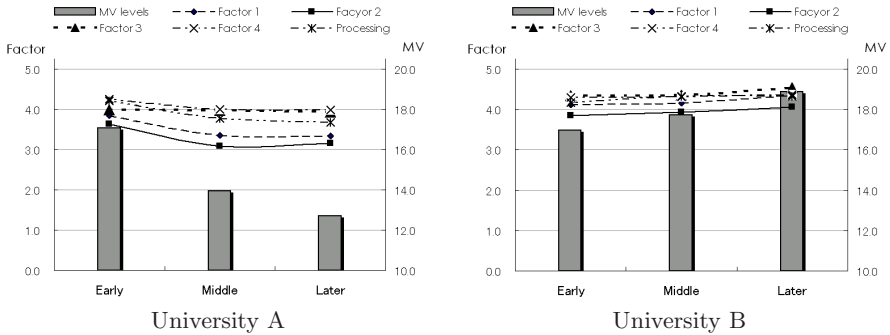 MV levels Factor 1 Facyor 2
Factor 3 Factor 4 Processing
Factor MV
5.0 20.0
4.0 18.0
3.0 16.0
2.0 14.0
1.0 12.0
0.0 10.0
Early Middle Later
University A
MV levels Factor 1 Facyor 2
Factor 3 Factor 4 Processing
Factor MV
5.0 20.0
4.0 18.0
3.0 16.0
2.0 14.0
1.0 12.0
0.0 10.0
Early Middle Later
University B